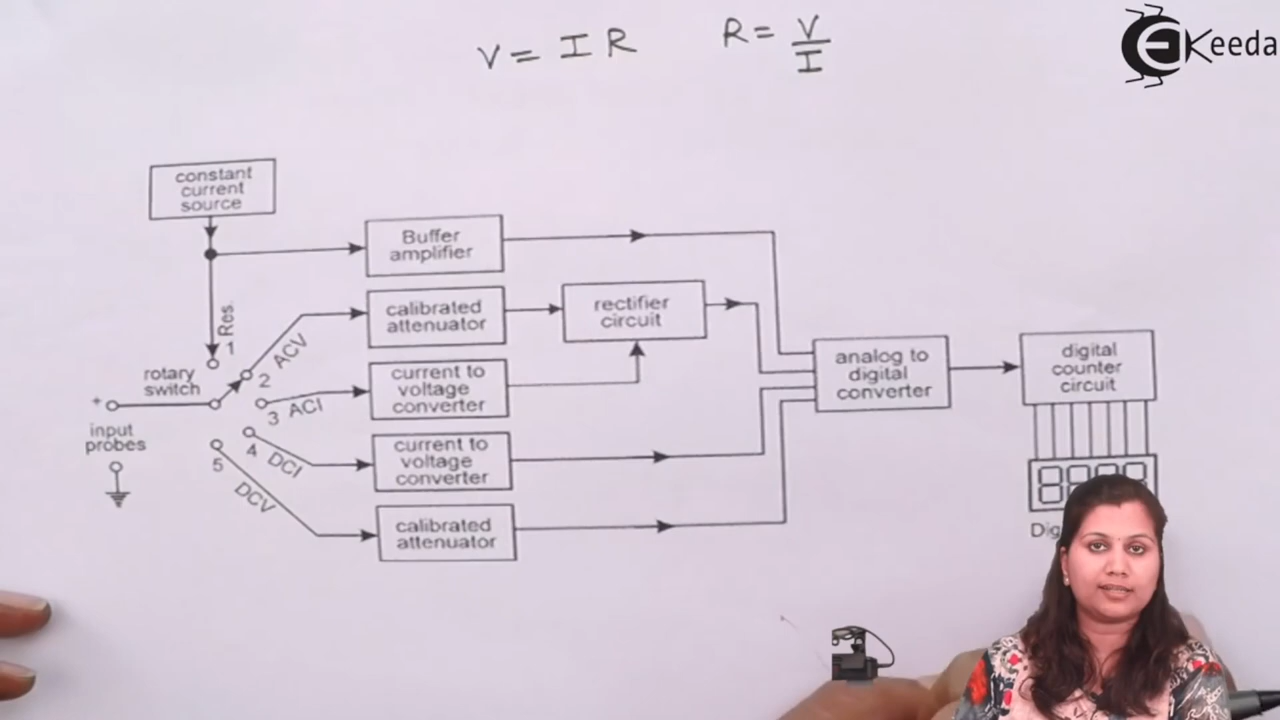 V = I R
R = V/I
EKeeda
constant
current
source
Buffer
amplifier
calibrated
attenuator
rectifier
circuit
Res.
1
ACV
2
rotary
switch
+
input
probes
3 ACI
current to
voltage
converter
4 DCI
current to
voltage
converter
5
DCV
calibrated
attenuator
analog to
digital
converter
digital
counter
circuit